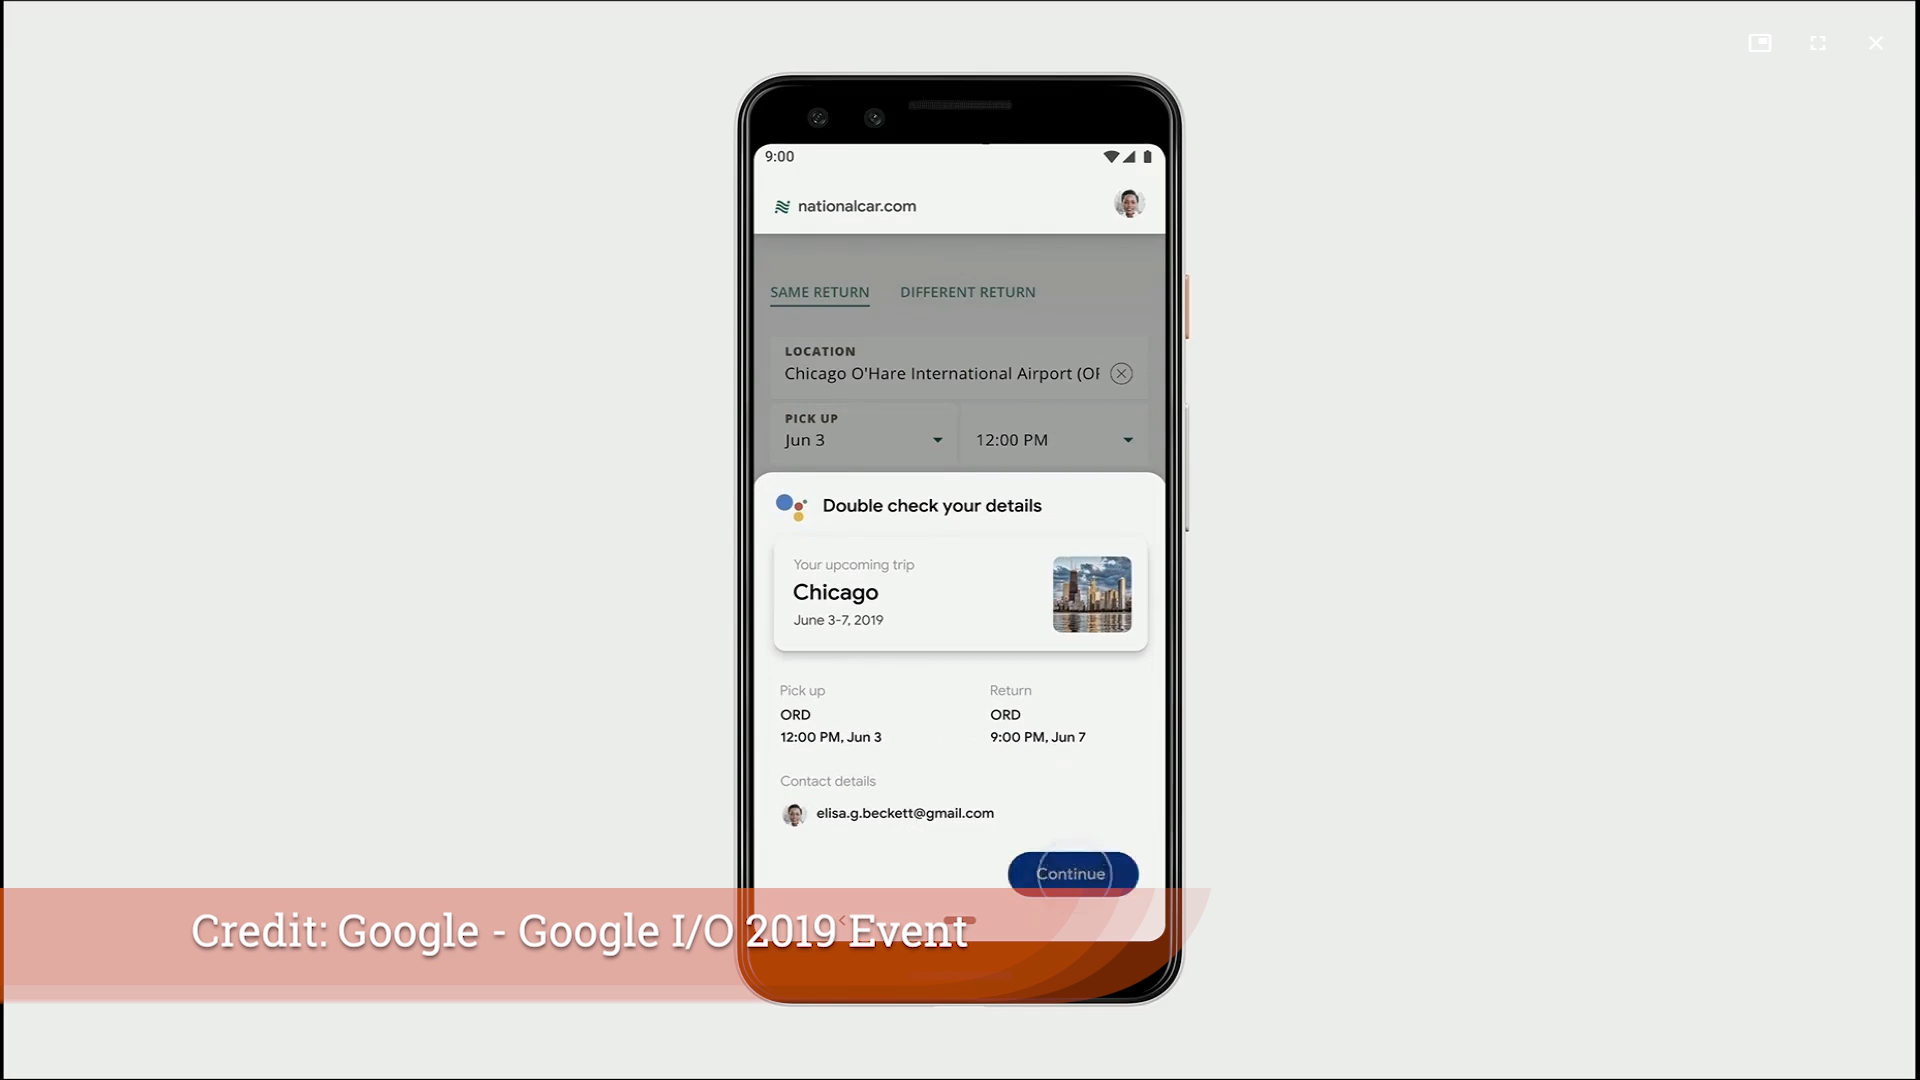 9:00
nationalcar.com
SAME RETURN DIFFERENT RETURN
LOCATION
Chicago O'Hare International Airport (OR
PICK UP
Jun 3 12:00 PM
Double check your details
Your upcoming trip
Chicago
June 3-7, 2019
Pick up Return
ORD ORD
12:00 PM, Jun 3 9:00 PM, Jun 7
Contact details
elisa.g.beckett@gmail.com
Continue
Credit: Google - Google I/O 2019 Event